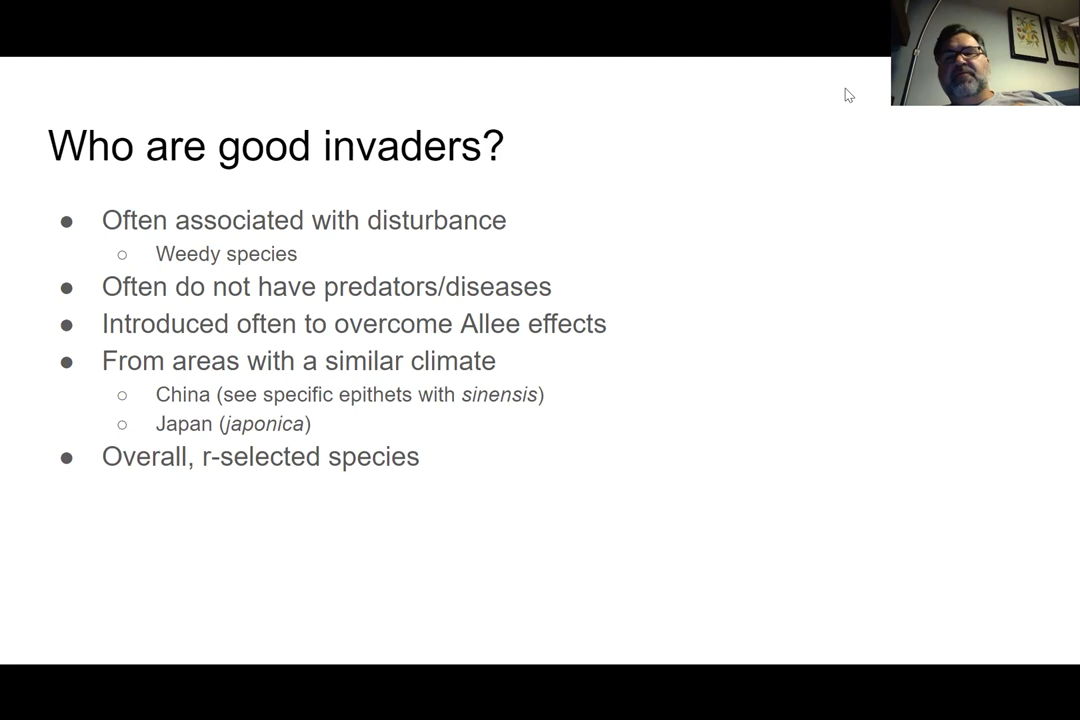 Who are good invaders?
● Often associated with disturbance
○ Weedy species
● Often do not have predators/diseases
● Introduced often to overcome Allee effects
● From areas with a similar climate
○ China (see specific epithets with sinensis)
○ Japan (japonica)
● Overall, r-selected species